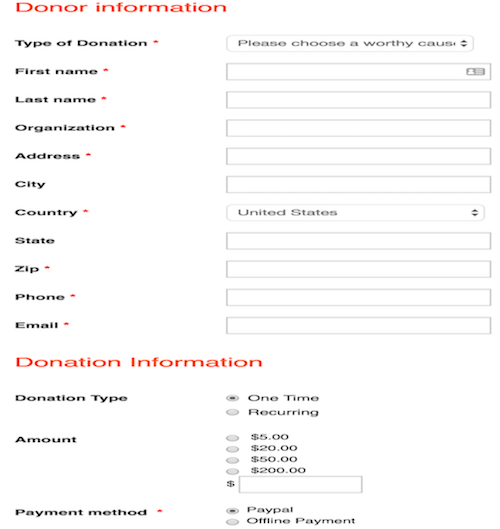 Donor information
Type of Donation * Please choose a worthy caus
First name *
Last name *
Organization *
Address *
City
Country * United States
State
Zip *
Phone *
Email *
Donation Information
Donation Type One Time
Recurring
Amount $5.00
$20.00
$50.00
$200.00
$
Payment method * Paypal
Offline Payment